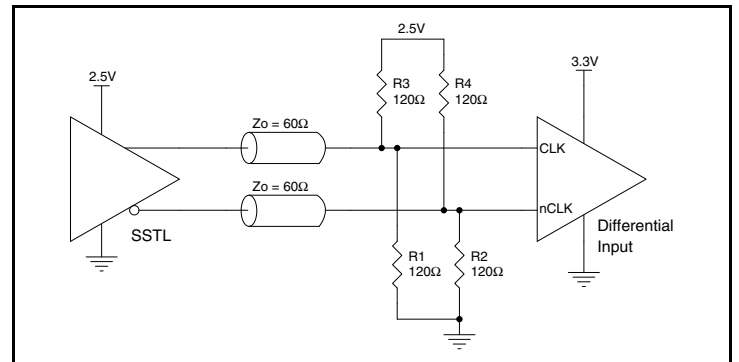 2.5V
2.5V
3.3V
R3
120Ω
R4
120Ω
Zo = 60Ω
CLK
Zo = 60Ω
nCLK
SSTL
Differential
Input
R1
120Ω
R2
120Ω